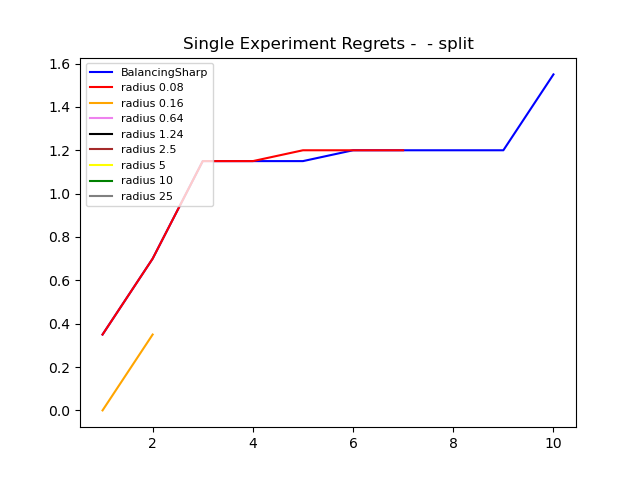 Single Experiment Regrets -  - split
1.6
1.4
1.2
1.0
0.8
0.6
0.4
0.2
0.0
BalancingSharp
radius 0.08
radius 0.16
radius 0.64
radius 1.24
radius 2.5
radius 5
radius 10
radius 25
2 4 6 8 10